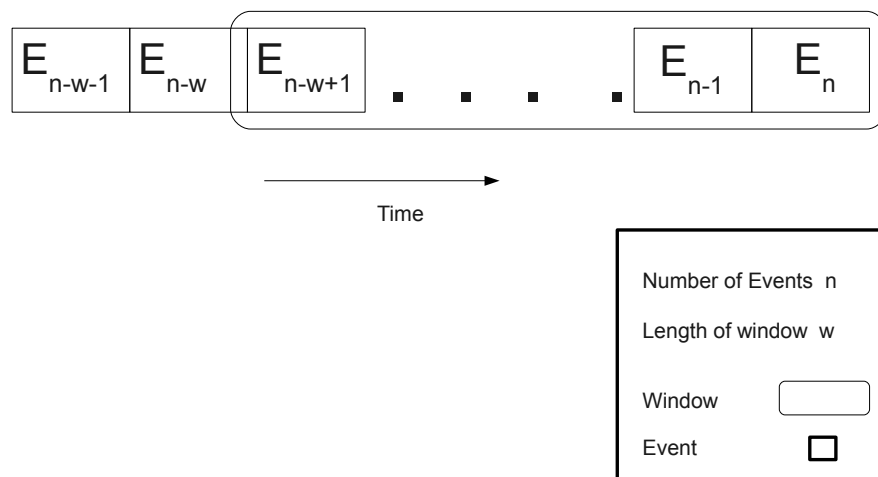 E n-w-1 E n-w E n-w+1 . . . . E n-1 E n
Time
Number of Events n
Length of window w
Window
Event